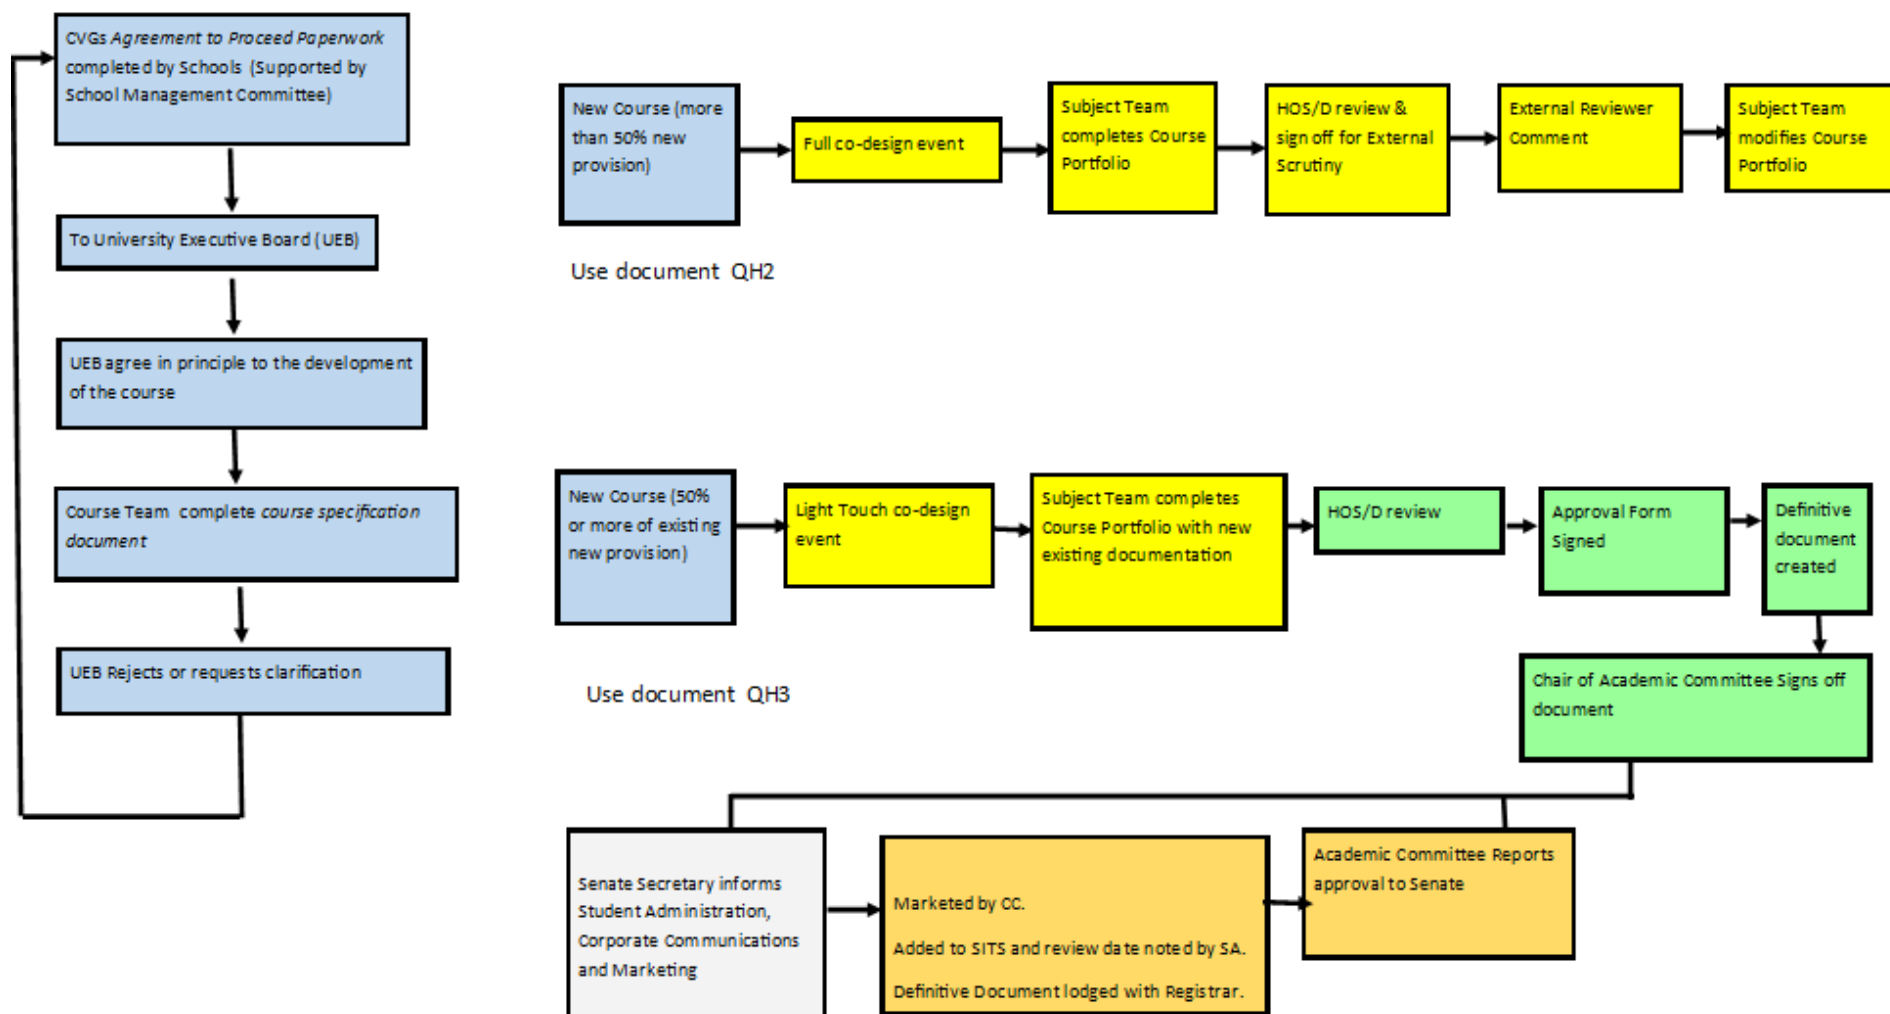 CVGs Agreement to Proceed Paperwork
completed by Schools (Supported by
School Management Committee)
To University Executive Board (UEB)
UEB agree in principle to the development
of the course
Course Team complete course specification
document
UEB Rejects or requests clarification
New Course (more
than 50% new
provision)
Full co-design event
Subject Team
completes Course
Portfolio
HOS/D review &
sign off for External
Scrutiny
External Reviewer
Comment
Subject Team
modifies Course
Portfolio
Use document QH2
New Course (50%
or more of existing
new provision)
Light Touch co-design
event
Subject Team completes
Course Portfolio with new
existing documentation
HOS/D review
Approval Form
Signed
Definitive
document
created
Use document QH3
Chair of Academic Committee Signs off
document
Senate Secretary informs
Student Administration,
Corporate Communications
and Marketing
Marketed by CC.
Added to SITS and review date noted by SA.
Definitive Document lodged with Registrar.
Academic Committee Reports
approval to Senate